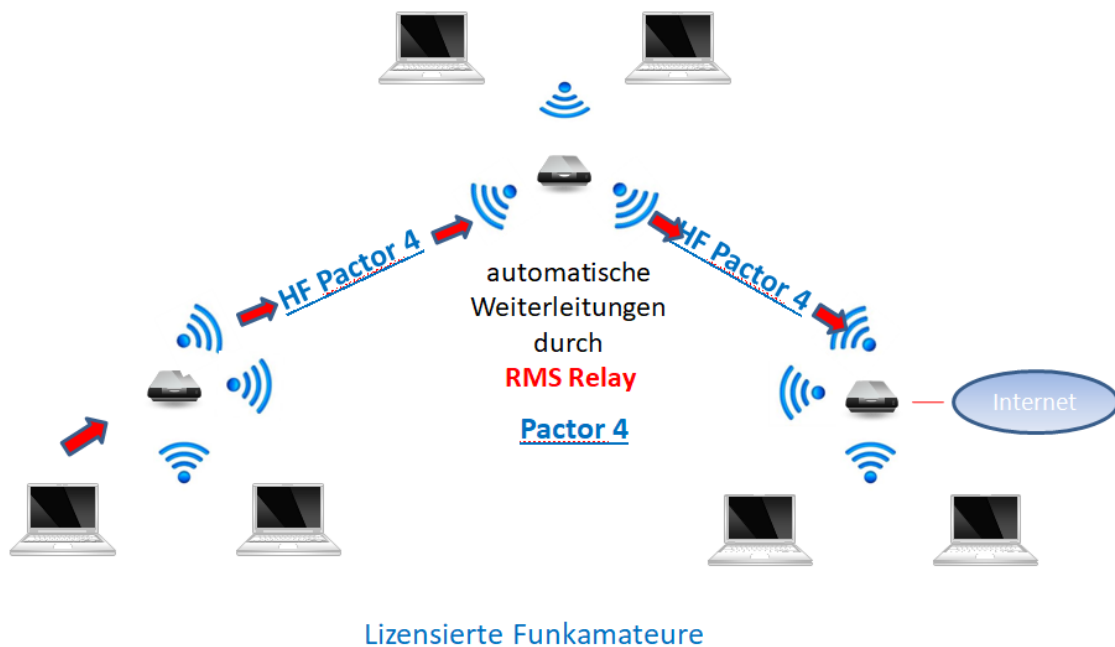 HF Pactor 4
HF Pactor 4
automatische
Weiterleitungen
durch
RMS Relay
Pactor 4
Internet
Lizensierte Funkamateure